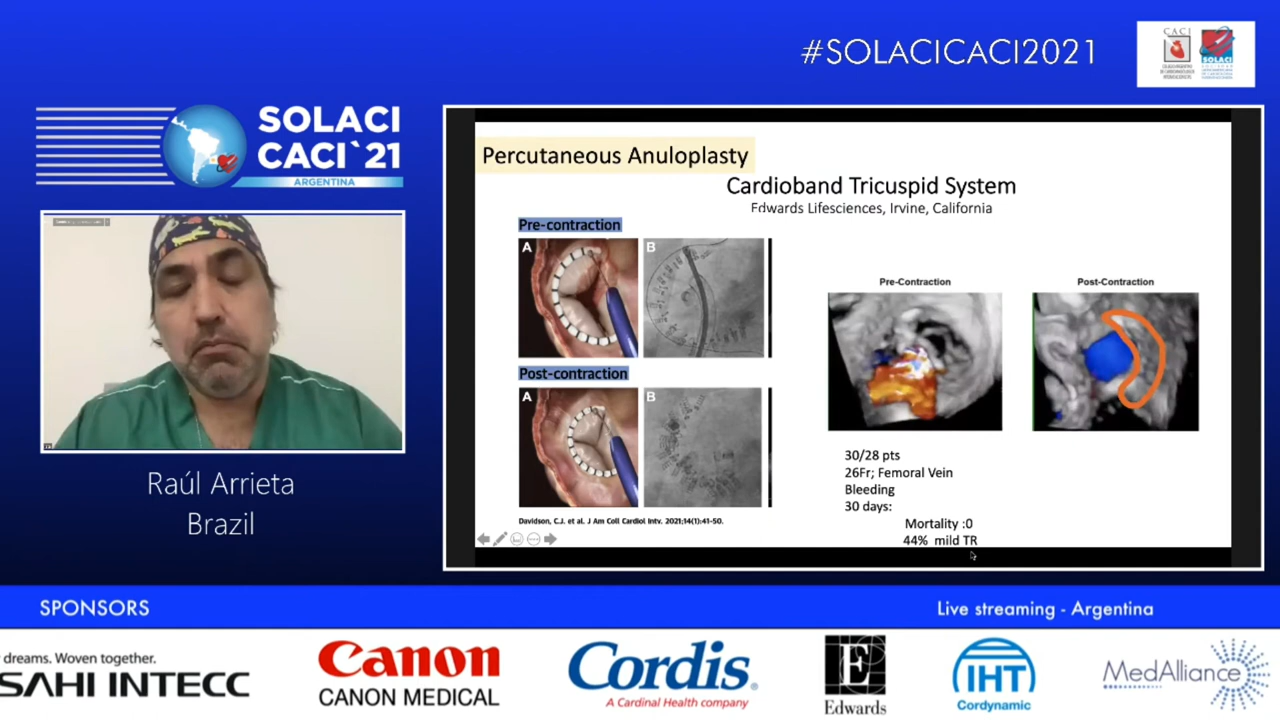 #SOLACICACI2021
CACI
SOLACI
SOLACI
CACI`21
ARGENTINA
Raúl Arrieta
Brazil
Percutaneous Anuloplasty
Cardioband Tricuspid System
Edwards Lifesciences, Irvine, California
Pre-contraction
A
B
Post-contraction
A
B
Davidson, C.J. et al. J Am Coll Cardiol Intv. 2021;14(1):41-50.
Pre-Contraction
Post-Contraction
30/28 pts
26Fr; Femoral Vein
Bleeding
30 days:
Mortality :0
44% mild TR
SPONSORS
Live streaming - Argentina
dreams. Woven together.
SAHI INTECC
Canon
CANON MEDICAL
Cordis
A Cardinal Health company
E
Edwards
IHT
Cordynamic
MedAlliance